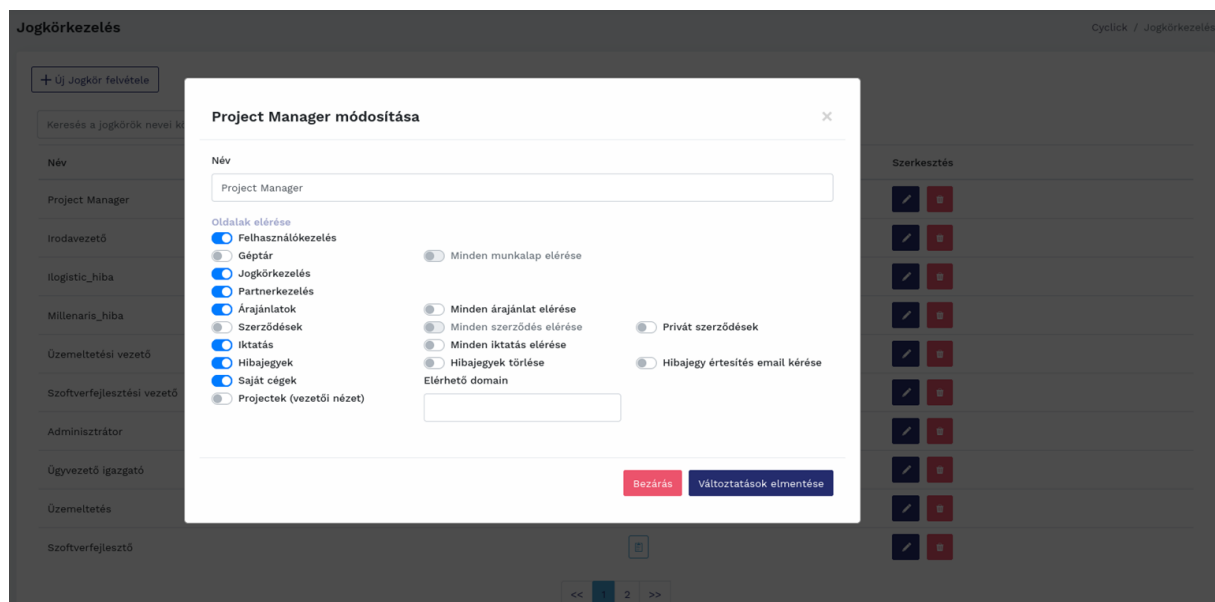 Jogkörkezelés
Cyclick / Jogkörkezelés
+ Új Jogkör felvétele
Keresés a jogkörök nevei
Project Manager módosítása ×
Név
Project Manager
Oldalak elérése
Felhasználókezelés
Géptár Minden munkalap elérése
Jogkörkezelés
Partnerkezelés
Árajánlatok Minden árajánlat elérése
Szerződések Minden szerződés elérése Privát szerződések
Iktatás Minden iktatás elérése
Hibajegyek Hibajegyek törlése Hibajegy értesítés email kérése
Saját cégek Elérhető domain
Projectek (vezetői nézet)
Bezárás Változtatások elmentése
Név Szerkesztés
Project Manager
Irodavezető
Ilogistic_hiba
Millenaris_hiba
Üzemeltetési vezető
Szoftverfejlesztési vezető
Adminisztrátor
Ügyvezető igazgató
Üzemeltetés
Szoftverfejlesztő
<< 1 2 >>